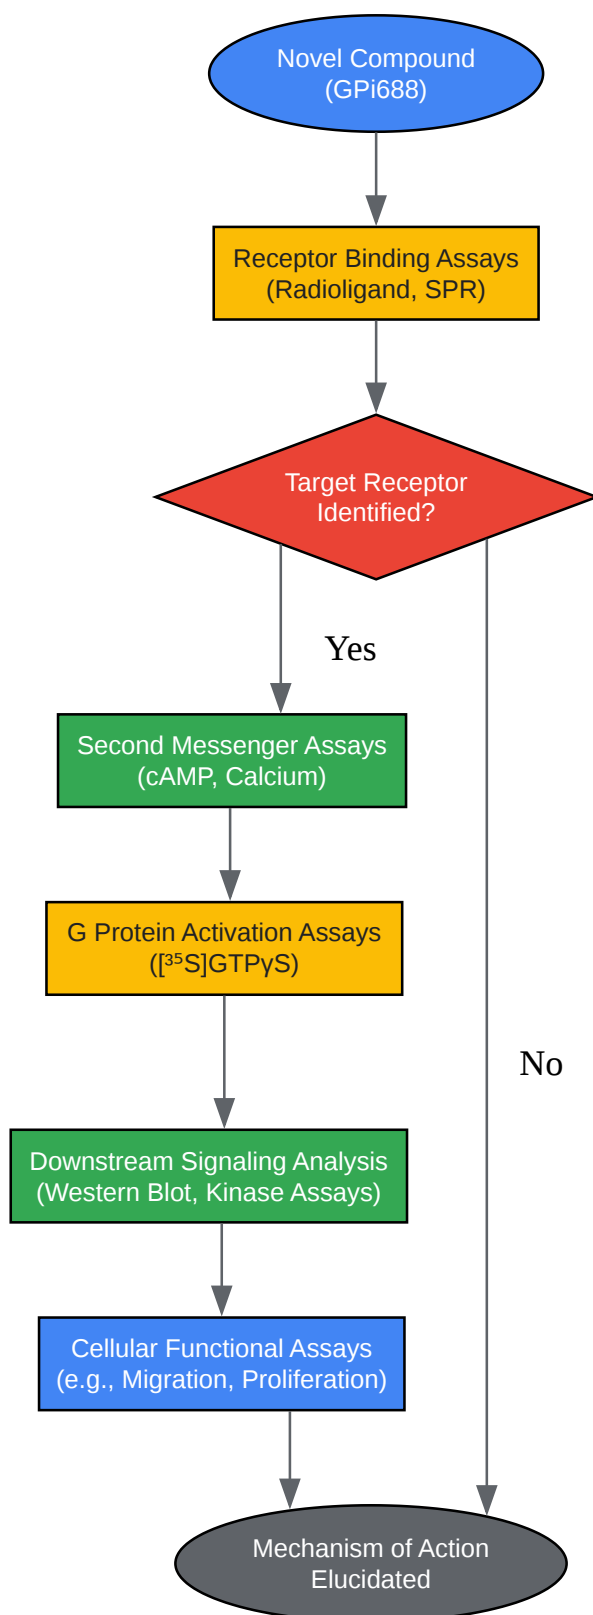 Novel Compound
(GPi688)
Receptor Binding Assays
(Radioligand, SPR)
Target Receptor
Identified?
Yes
Second Messenger Assays
(cAMP, Calcium)
G Protein Activation Assays
([³⁵S]GTPγS)
No
Downstream Signaling Analysis
(Western Blot, Kinase Assays)
Cellular Functional Assays
(e.g., Migration, Proliferation)
Mechanism of Action
Elucidated